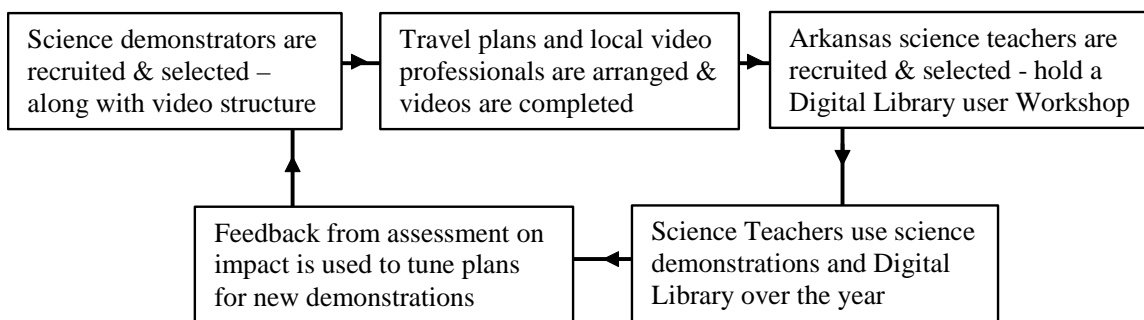 Science demonstrators are
recruited & selected –
along with video structure
Travel plans and local video
professionals are arranged &
videos are completed
Arkansas science teachers are
recruited & selected - hold a
Digital Library user Workshop
Science Teachers use science
demonstrations and Digital
Library over the year
Feedback from assessment on
impact is used to tune plans
for new demonstrations